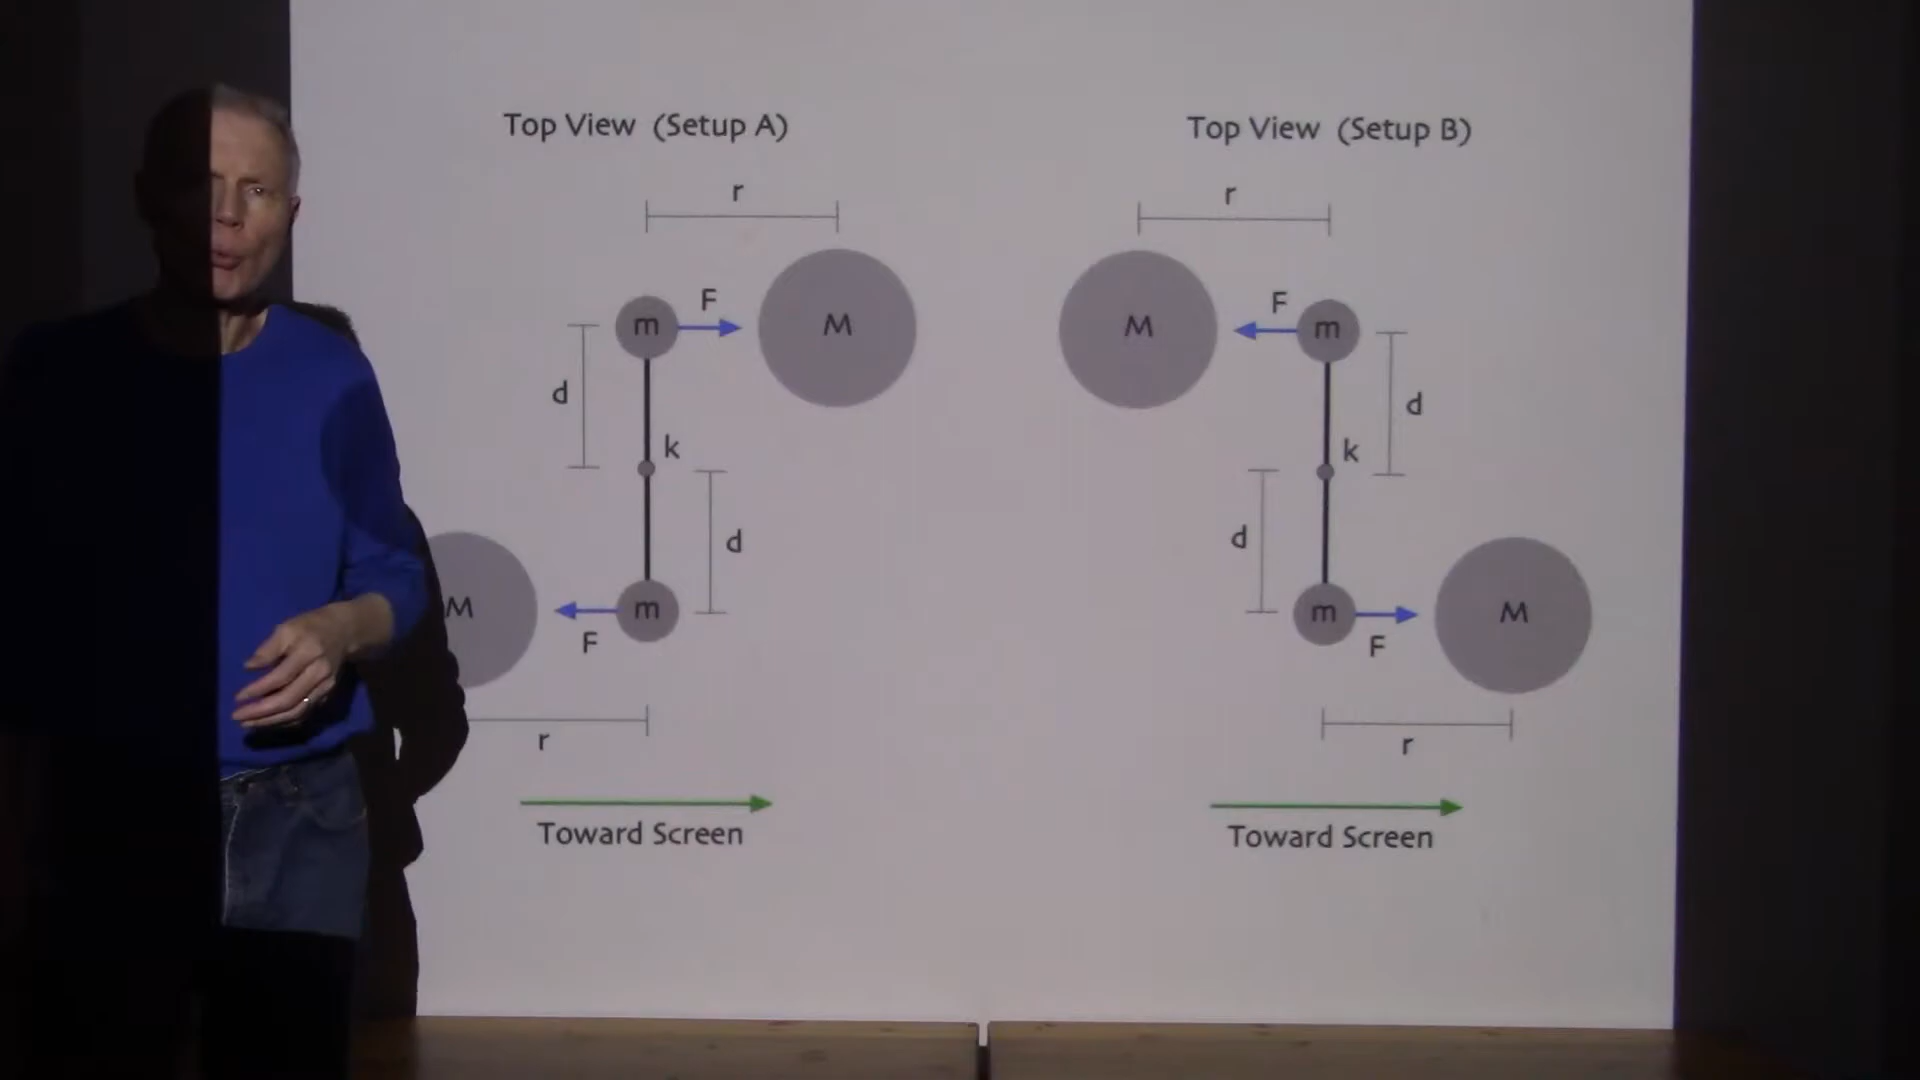 Top View (Setup A)
r
F
m
M
d
k
d
M
m
F
r
Toward Screen
Top View (Setup B)
r
F
M
m
d
k
d
m
M
F
r
Toward Screen